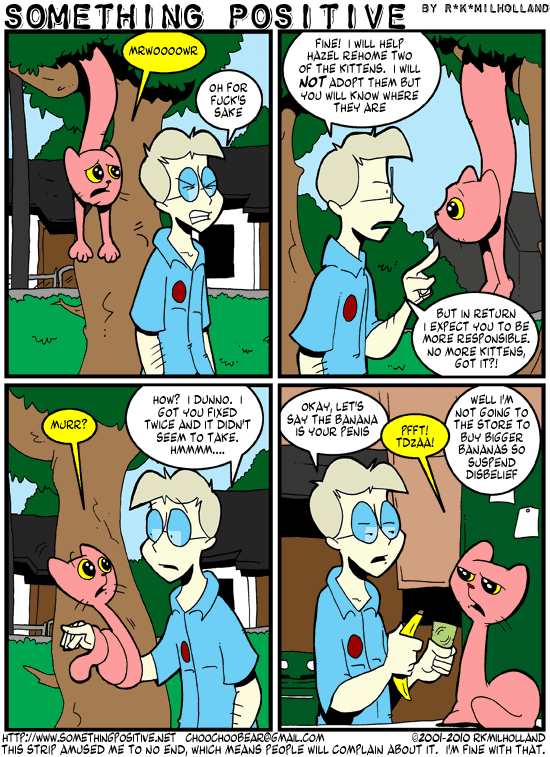 SOMETHING POSITIVE BY R*K*MILHOLLAND
MRWOOOOWR
OH FOR
FUCK'S
SAKE
FINE! I WILL HELP
HAZEL REHOME TWO
OF THE KITTENS. I WILL
NOT ADOPT THEM BUT
YOU WILL KNOW WHERE
THEY ARE
BUT IN RETURN
I EXPECT YOU TO BE
MORE RESPONSIBLE.
NO MORE KITTENS,
GOT IT?!
MURR?
HOW? I DUNNO. I
GOT YOU FIXED
TWICE AND IT DIDN'T
SEEM TO TAKE.
HMMMM....
OKAY, LET'S
SAY THE BANANA
IS YOUR PENIS
PFFT!
TDZAA!
WELL I'M
NOT GOING TO
THE STORE TO
BUY BIGGER
BANANAS SO
SUSPEND
DISBELIEF
HTTP://WWW.SOMETHINGPOSITIVE.NET CHOOCHOOBEAR@GMAIL.COM ©2001-2010 RKMILHOLLAND
THIS STRIP AMUSED ME TO NO END, WHICH MEANS PEOPLE WILL COMPLAIN ABOUT IT. I'M FINE WITH THAT.